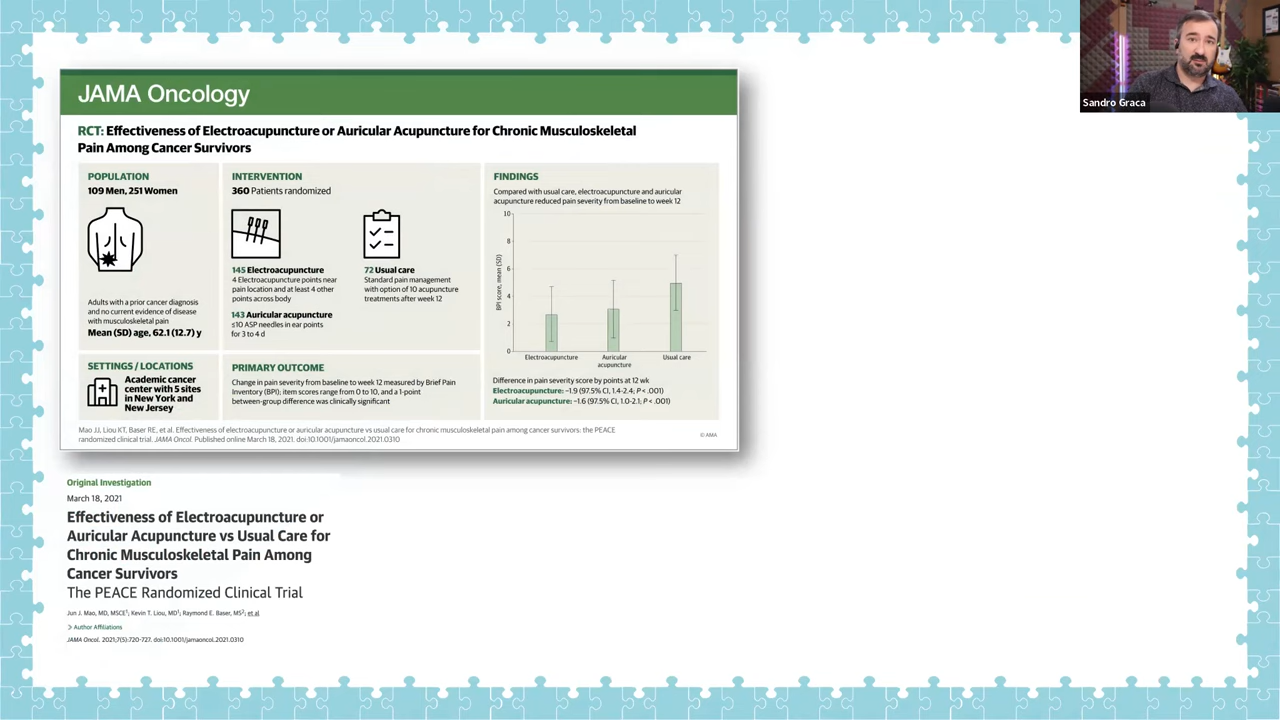 JAMA Oncology
RCT: Effectiveness of Electroacupuncture or Auricular Acupuncture for Chronic Musculoskeletal
Pain Among Cancer Survivors
POPULATION
109 Men, 251 Women
Adults with a prior cancer diagnosis
and no current evidence of disease
with musculoskeletal pain
Mean (SD) age, 62.1 (12.7) y
SETTINGS / LOCATIONS
Academic cancer
center with 5 sites
in New York and
New Jersey
INTERVENTION
360 Patients randomized
145 Electroacupuncture
4 Electroacupuncture points near
pain location and at least 4 other
points across body
143 Auricular acupuncture
≤10 ASP needles in ear points
for 3 to 4 d
72 Usual care
Standard pain management
with option of 10 acupuncture
treatments after week 12
PRIMARY OUTCOME
Change in pain severity from baseline to week 12 measured by Brief Pain
Inventory (BPI); item scores range from 0 to 10, and a 1-point
between-group difference was clinically significant
FINDINGS
Compared with usual care, electroacupuncture and auricular
acupuncture reduced pain severity from baseline to week 12
BPI score, mean (SD)
10
8
6
4
2
0
Electroacupuncture
Auricular
acupuncture
Usual care
Difference in pain severity score by points at 12 wk
Electroacupuncture: −1.9 (97.5% CI, 1.4-2.4; P < .001)
Auricular acupuncture: −1.6 (97.5% CI, 1.0-2.1; P < .001)
Mao JJ, Liou KT, Baser RE, et al. Effectiveness of electroacupuncture or auricular acupuncture vs usual care for chronic musculoskeletal pain among cancer survivors: the PEACE
randomized clinical trial. JAMA Oncol. Published online March 18, 2021. doi:10.1001/jamaoncol.2021.0310
© AMA
Original Investigation
March 18, 2021
Effectiveness of Electroacupuncture or
Auricular Acupuncture vs Usual Care for
Chronic Musculoskeletal Pain Among
Cancer Survivors
The PEACE Randomized Clinical Trial
Jun J. Mao, MD, MSCE1; Kevin T. Liou, MD1; Raymond E. Baser, MS2; et al
Author Affiliations
JAMA Oncol. 2021;7(5):720-727. doi:10.1001/jamaoncol.2021.0310
Sandro Graca